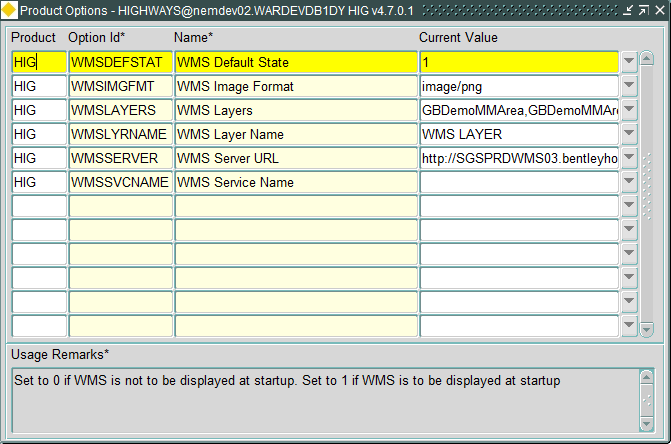 Product Options - HIGHWAYS@nemdev02.WARDEVDB1DY HIG v4.7.0.1
Product Option Id* Name* Current Value
HIG WMSDEFSTAT WMS Default State 1
HIG WMSIMGFMT WMS Image Format image/png
HIG WMSLAYERS WMS Layers GBDemoMMArea,GBDemoMMAre
HIG WMSLYRNAME WMS Layer Name WMS LAYER
HIG WMSSERVER WMS Server URL http://SGSPRDWMS03.bentleyho
HIG WMSSVCNAME WMS Service Name
Usage Remarks*
Set to 0 if WMS is not to be displayed at startup. Set to 1 if WMS is to be displayed at startup